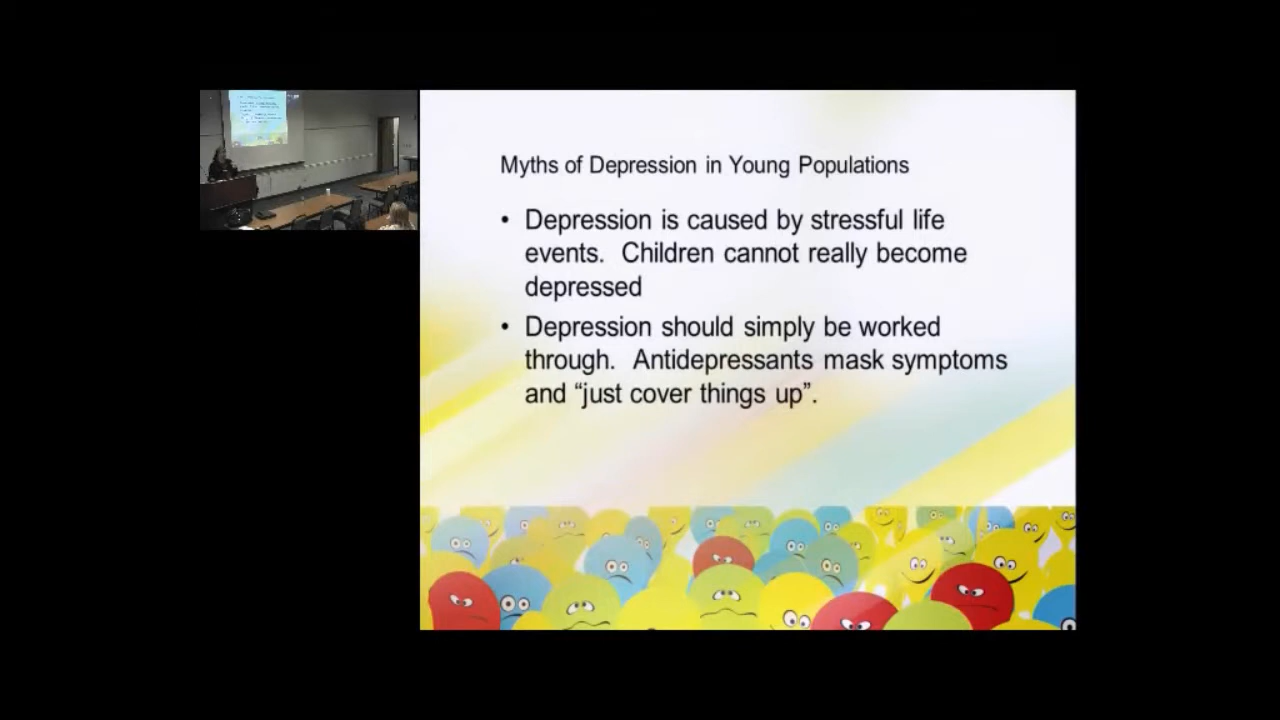 Myths of Depression in Young Populations
• Depression is caused by stressful life
events. Children cannot really become
depressed
• Depression should simply be worked
through. Antidepressants mask symptoms
and “just cover things up”.